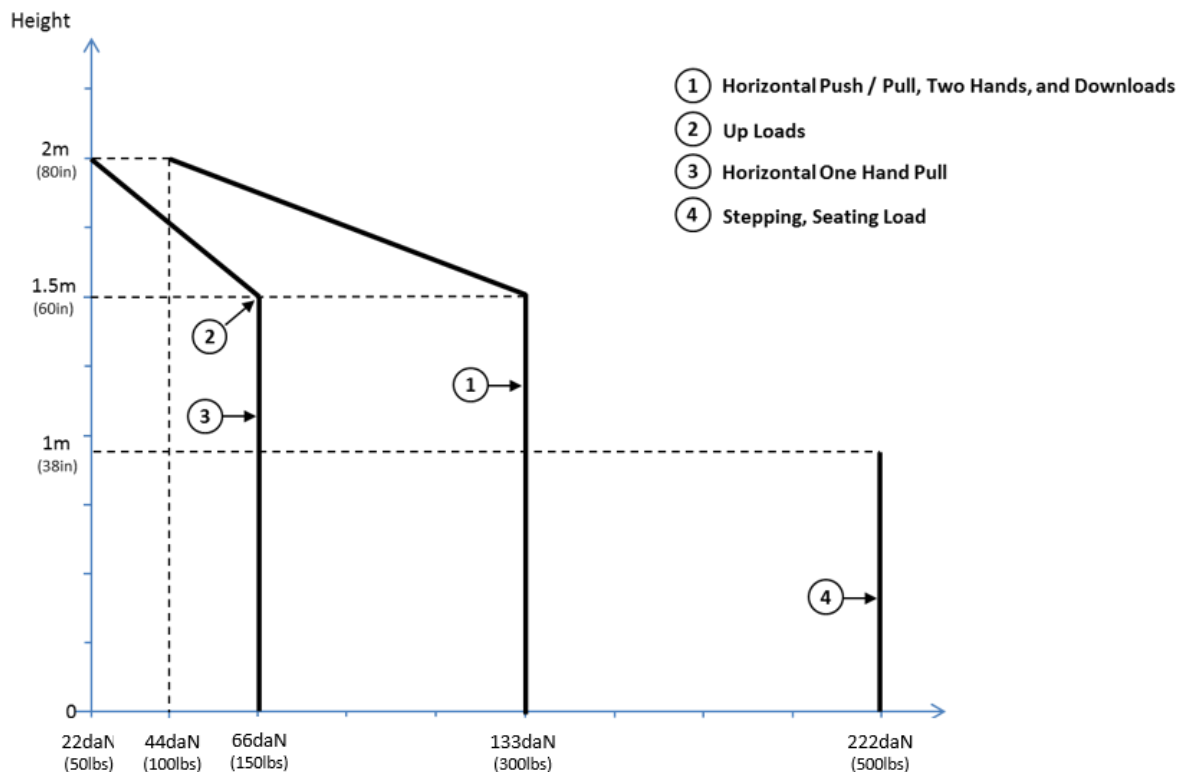 Height
1 Horizontal Push / Pull, Two Hands, and Downloads
2 Up Loads
3 Horizontal One Hand Pull
4 Stepping, Seating Load
2m
(80in)
1.5m
(60in)
2
1
3
1m
(38in)
4
0
22daN 44daN 66daN 133daN 222daN
(50lbs) (100lbs) (150lbs) (300lbs) (500lbs)